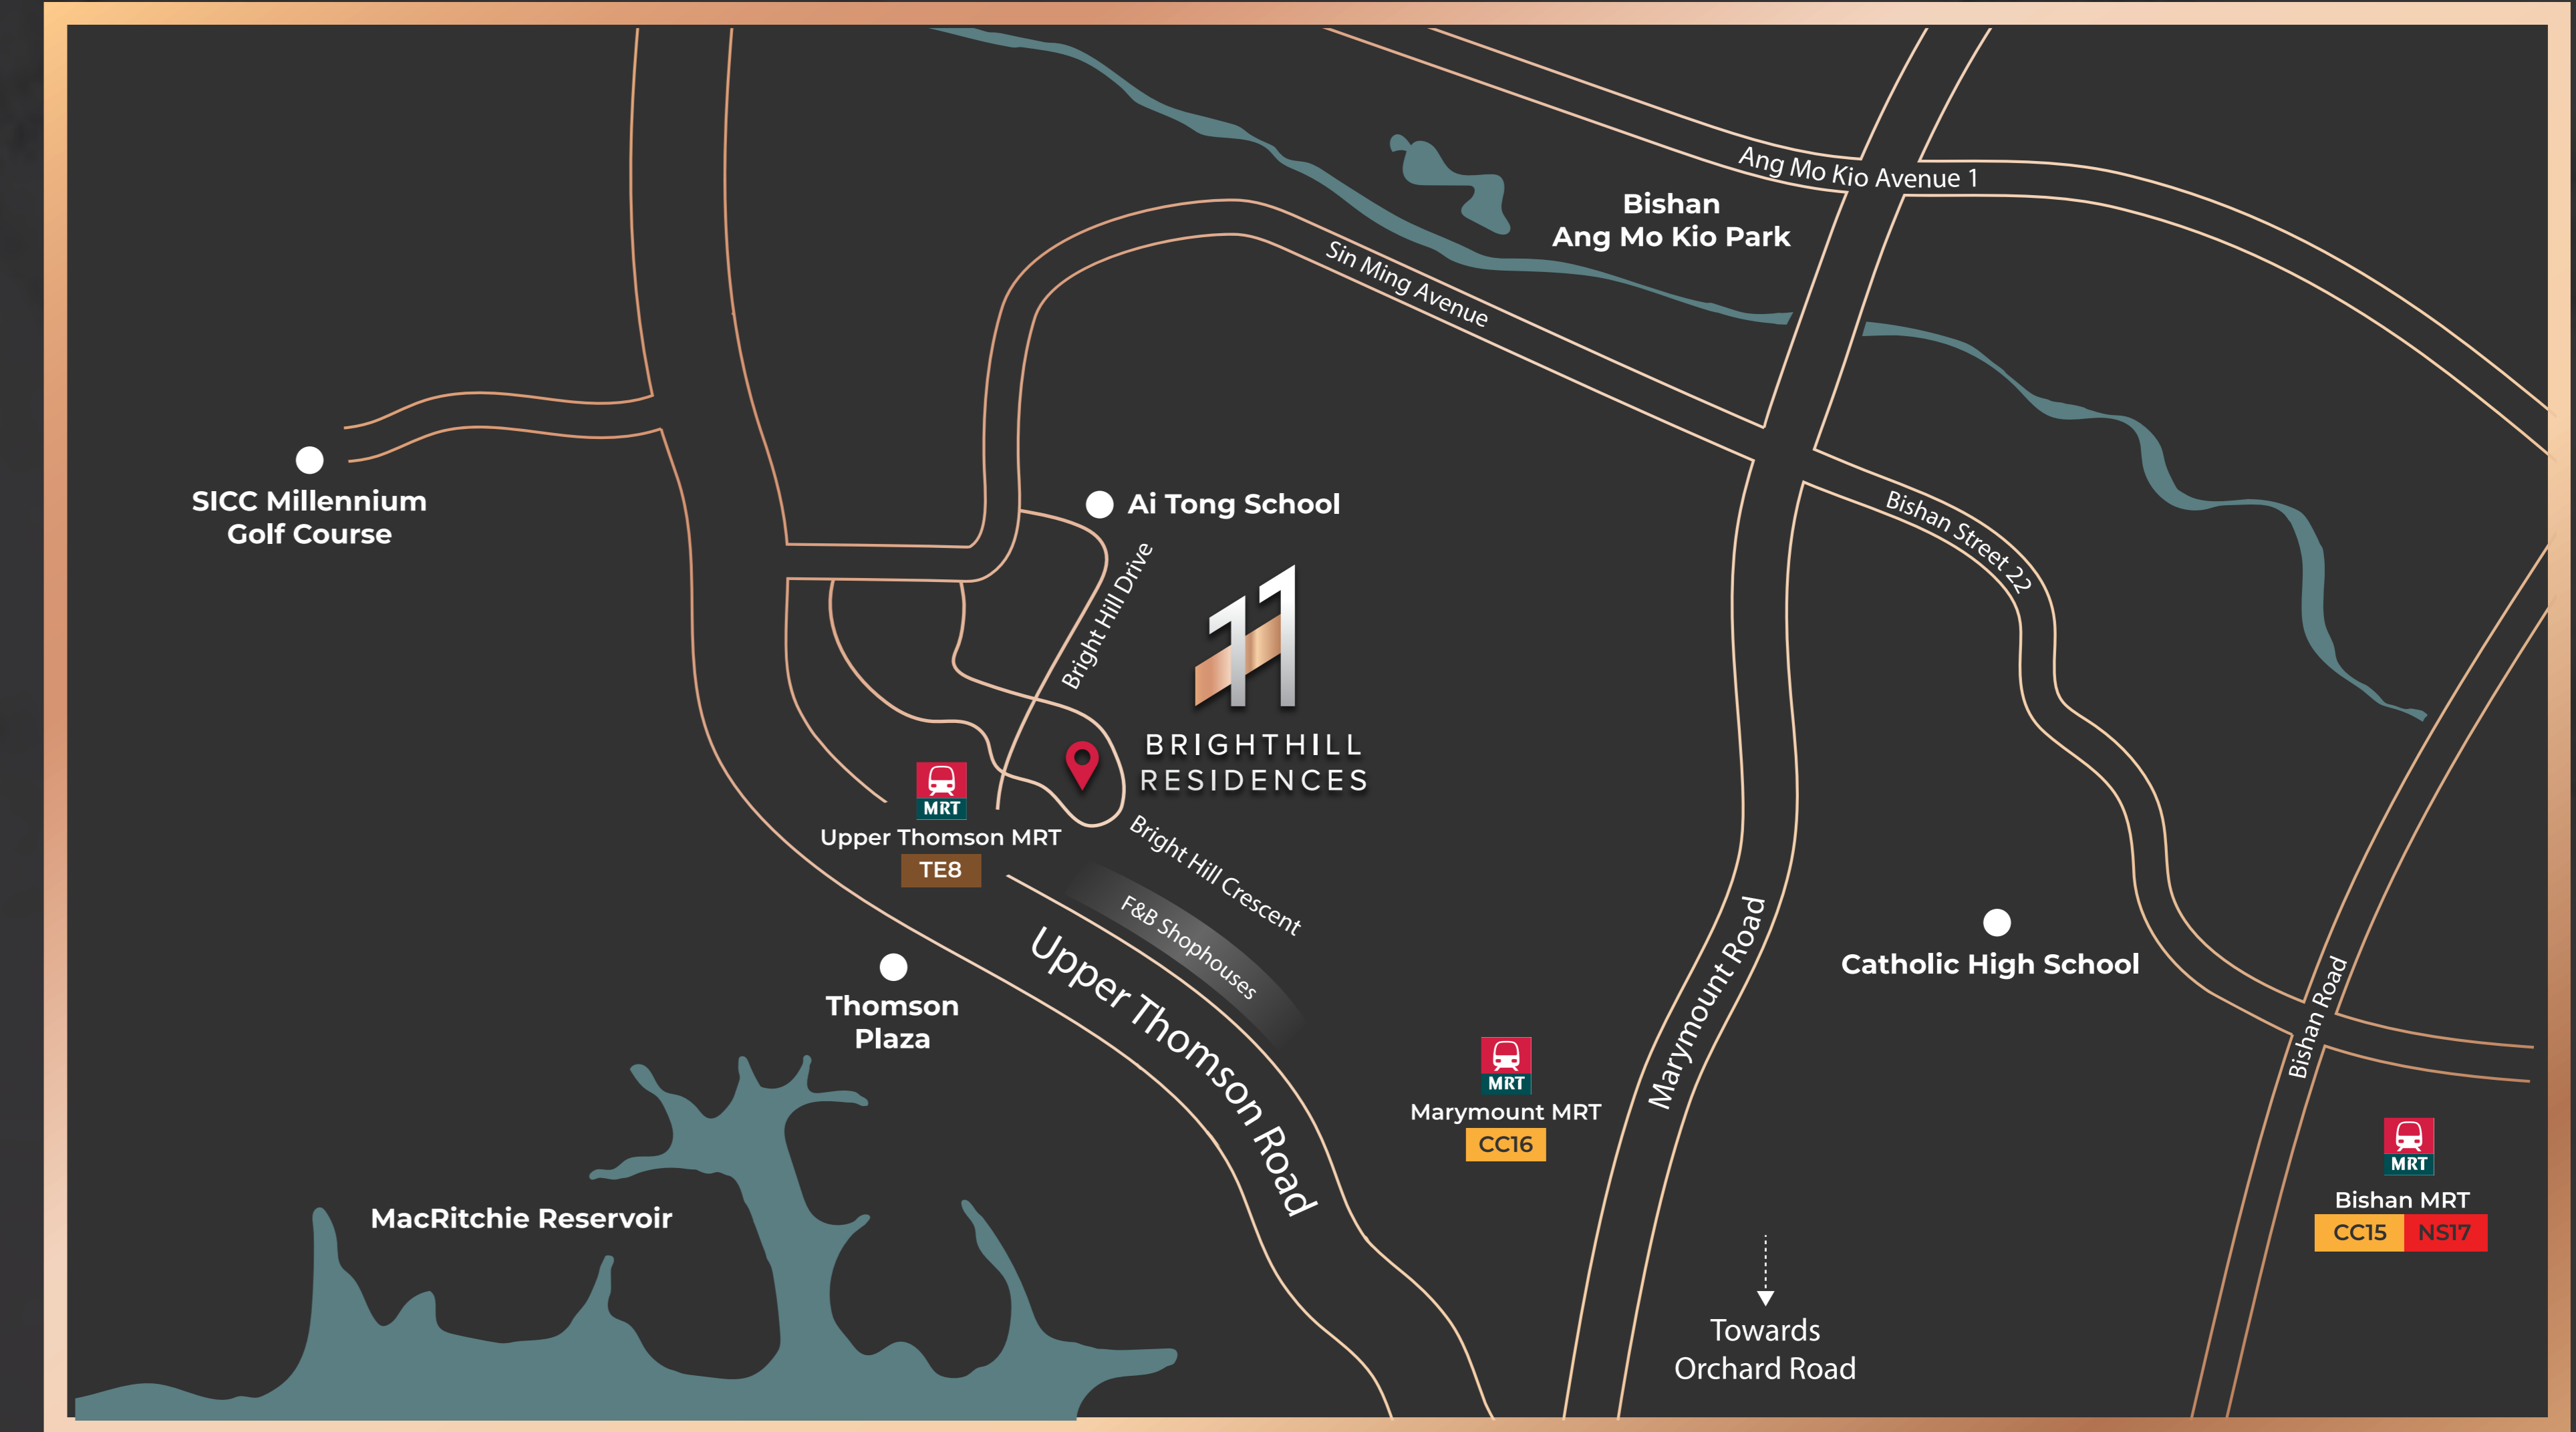 Ang Mo Kio Avenue 1
Bishan
Ang Mo Kio Park
Sin Ming Avenue
SICC Millennium
Golf Course
Ai Tong School
Bishan Street 22
Bright Hill Drive
11
BRIGHTHILL
RESIDENCES
MRT
Upper Thomson MRT
TE8
Bright Hill Crescent
F&B Shophouses
Upper Thomson Road
Thomson
Plaza
Marymount Road
Catholic High School
Bishan Road
MRT
Marymount MRT
CC16
MRT
Bishan MRT
CC15 NS17
MacRitchie Reservoir
Towards
Orchard Road